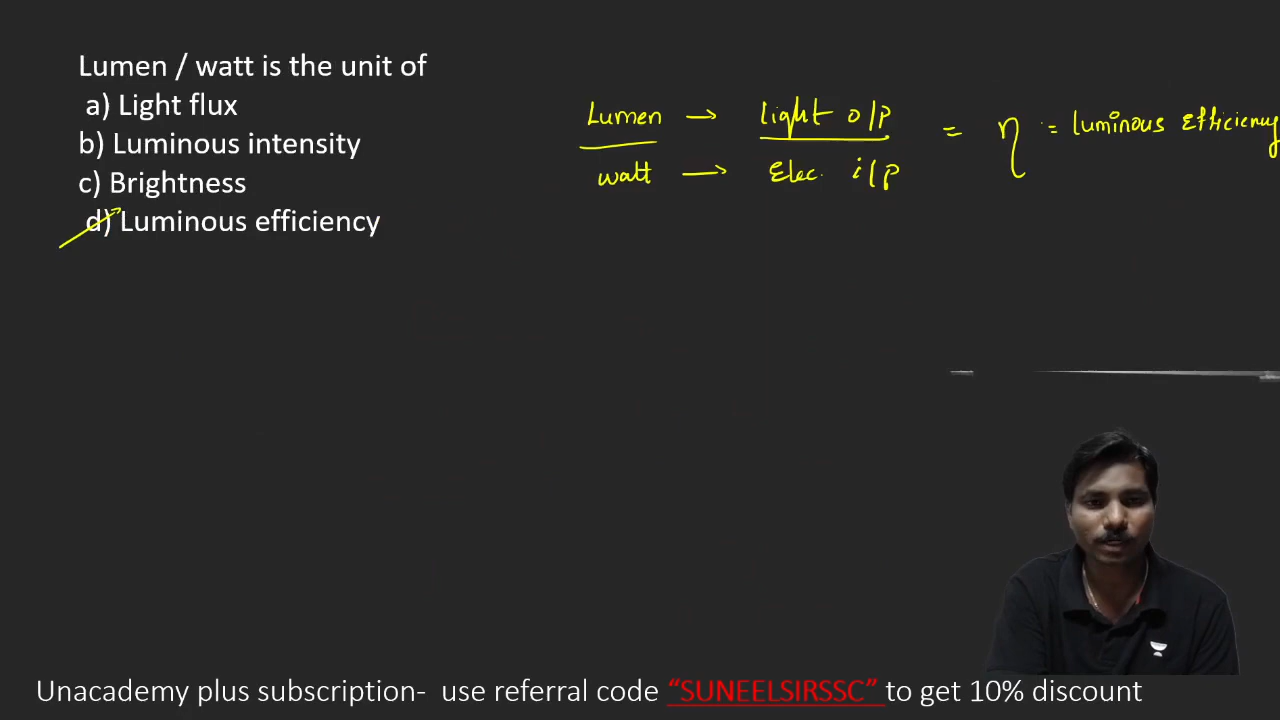 Lumen / watt is the unit of
a) Light flux
b) Luminous intensity
c) Brightness
d) Luminous efficiency
Lumen → light o/p = η = luminous Efficiency
watt → Elec. i/p
Unacademy plus subscription- use referral code “SUNEELSIRSSC” to get 10% discount